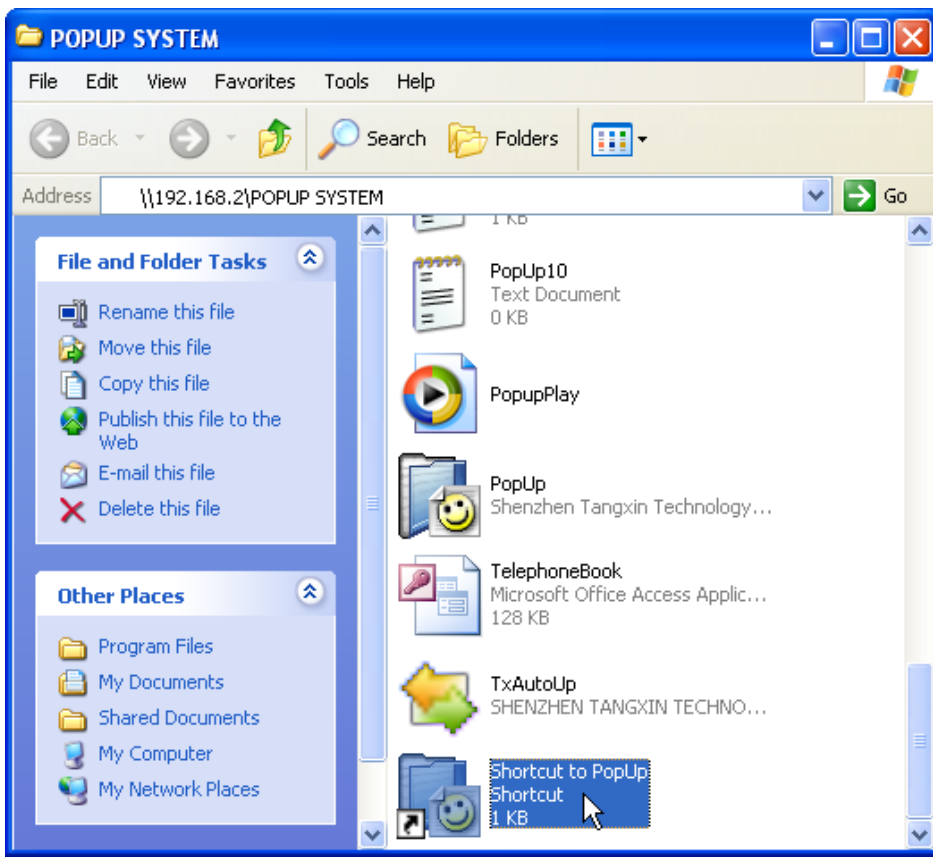 POPUP SYSTEM
File Edit View Favorites Tools Help
Back Search Folders
Address \\192.168.2\POPUP SYSTEM Go
File and Folder Tasks
Rename this file
Move this file
Copy this file
Publish this file to the
Web
E-mail this file
Delete this file
Other Places
Program Files
My Documents
Shared Documents
My Computer
My Network Places
1 KB
PopUp10
Text Document
0 KB
PopupPlay
PopUp
Shenzhen Tangxin Technology...
TelephoneBook
Microsoft Office Access Applic...
128 KB
TxAutoUp
SHENZHEN TANGXIN TECHNO...
Shortcut to PopUp
Shortcut
1 KB